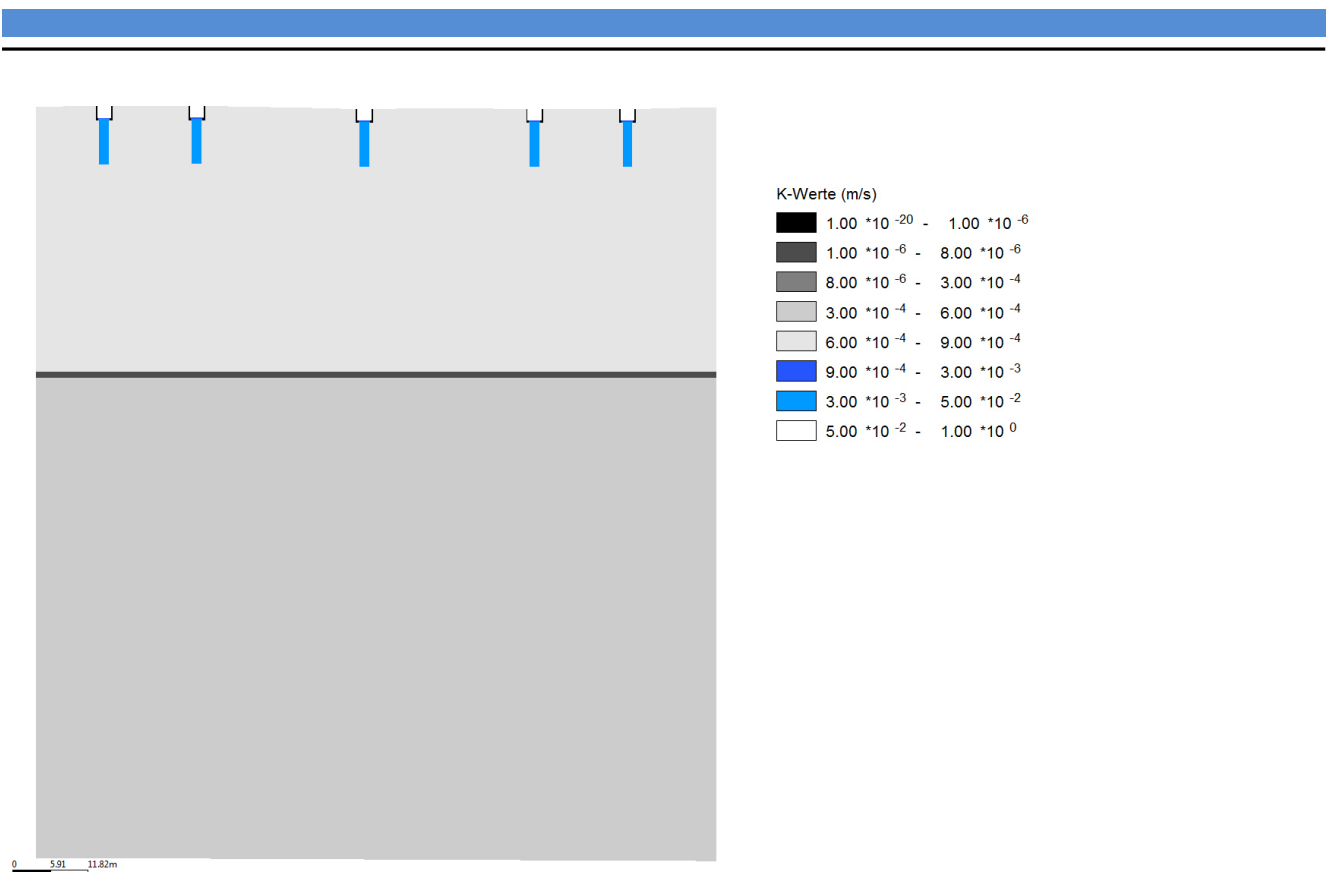 K-Werte (m/s)
1.00 *10 -20 - 1.00 *10 -6
1.00 *10 -6 - 8.00 *10 -6
8.00 *10 -6 - 3.00 *10 -4
3.00 *10 -4 - 6.00 *10 -4
6.00 *10 -4 - 9.00 *10 -4
9.00 *10 -4 - 3.00 *10 -3
3.00 *10 -3 - 5.00 *10 -2
5.00 *10 -2 - 1.00 *10 0
0 5.91 11.82m